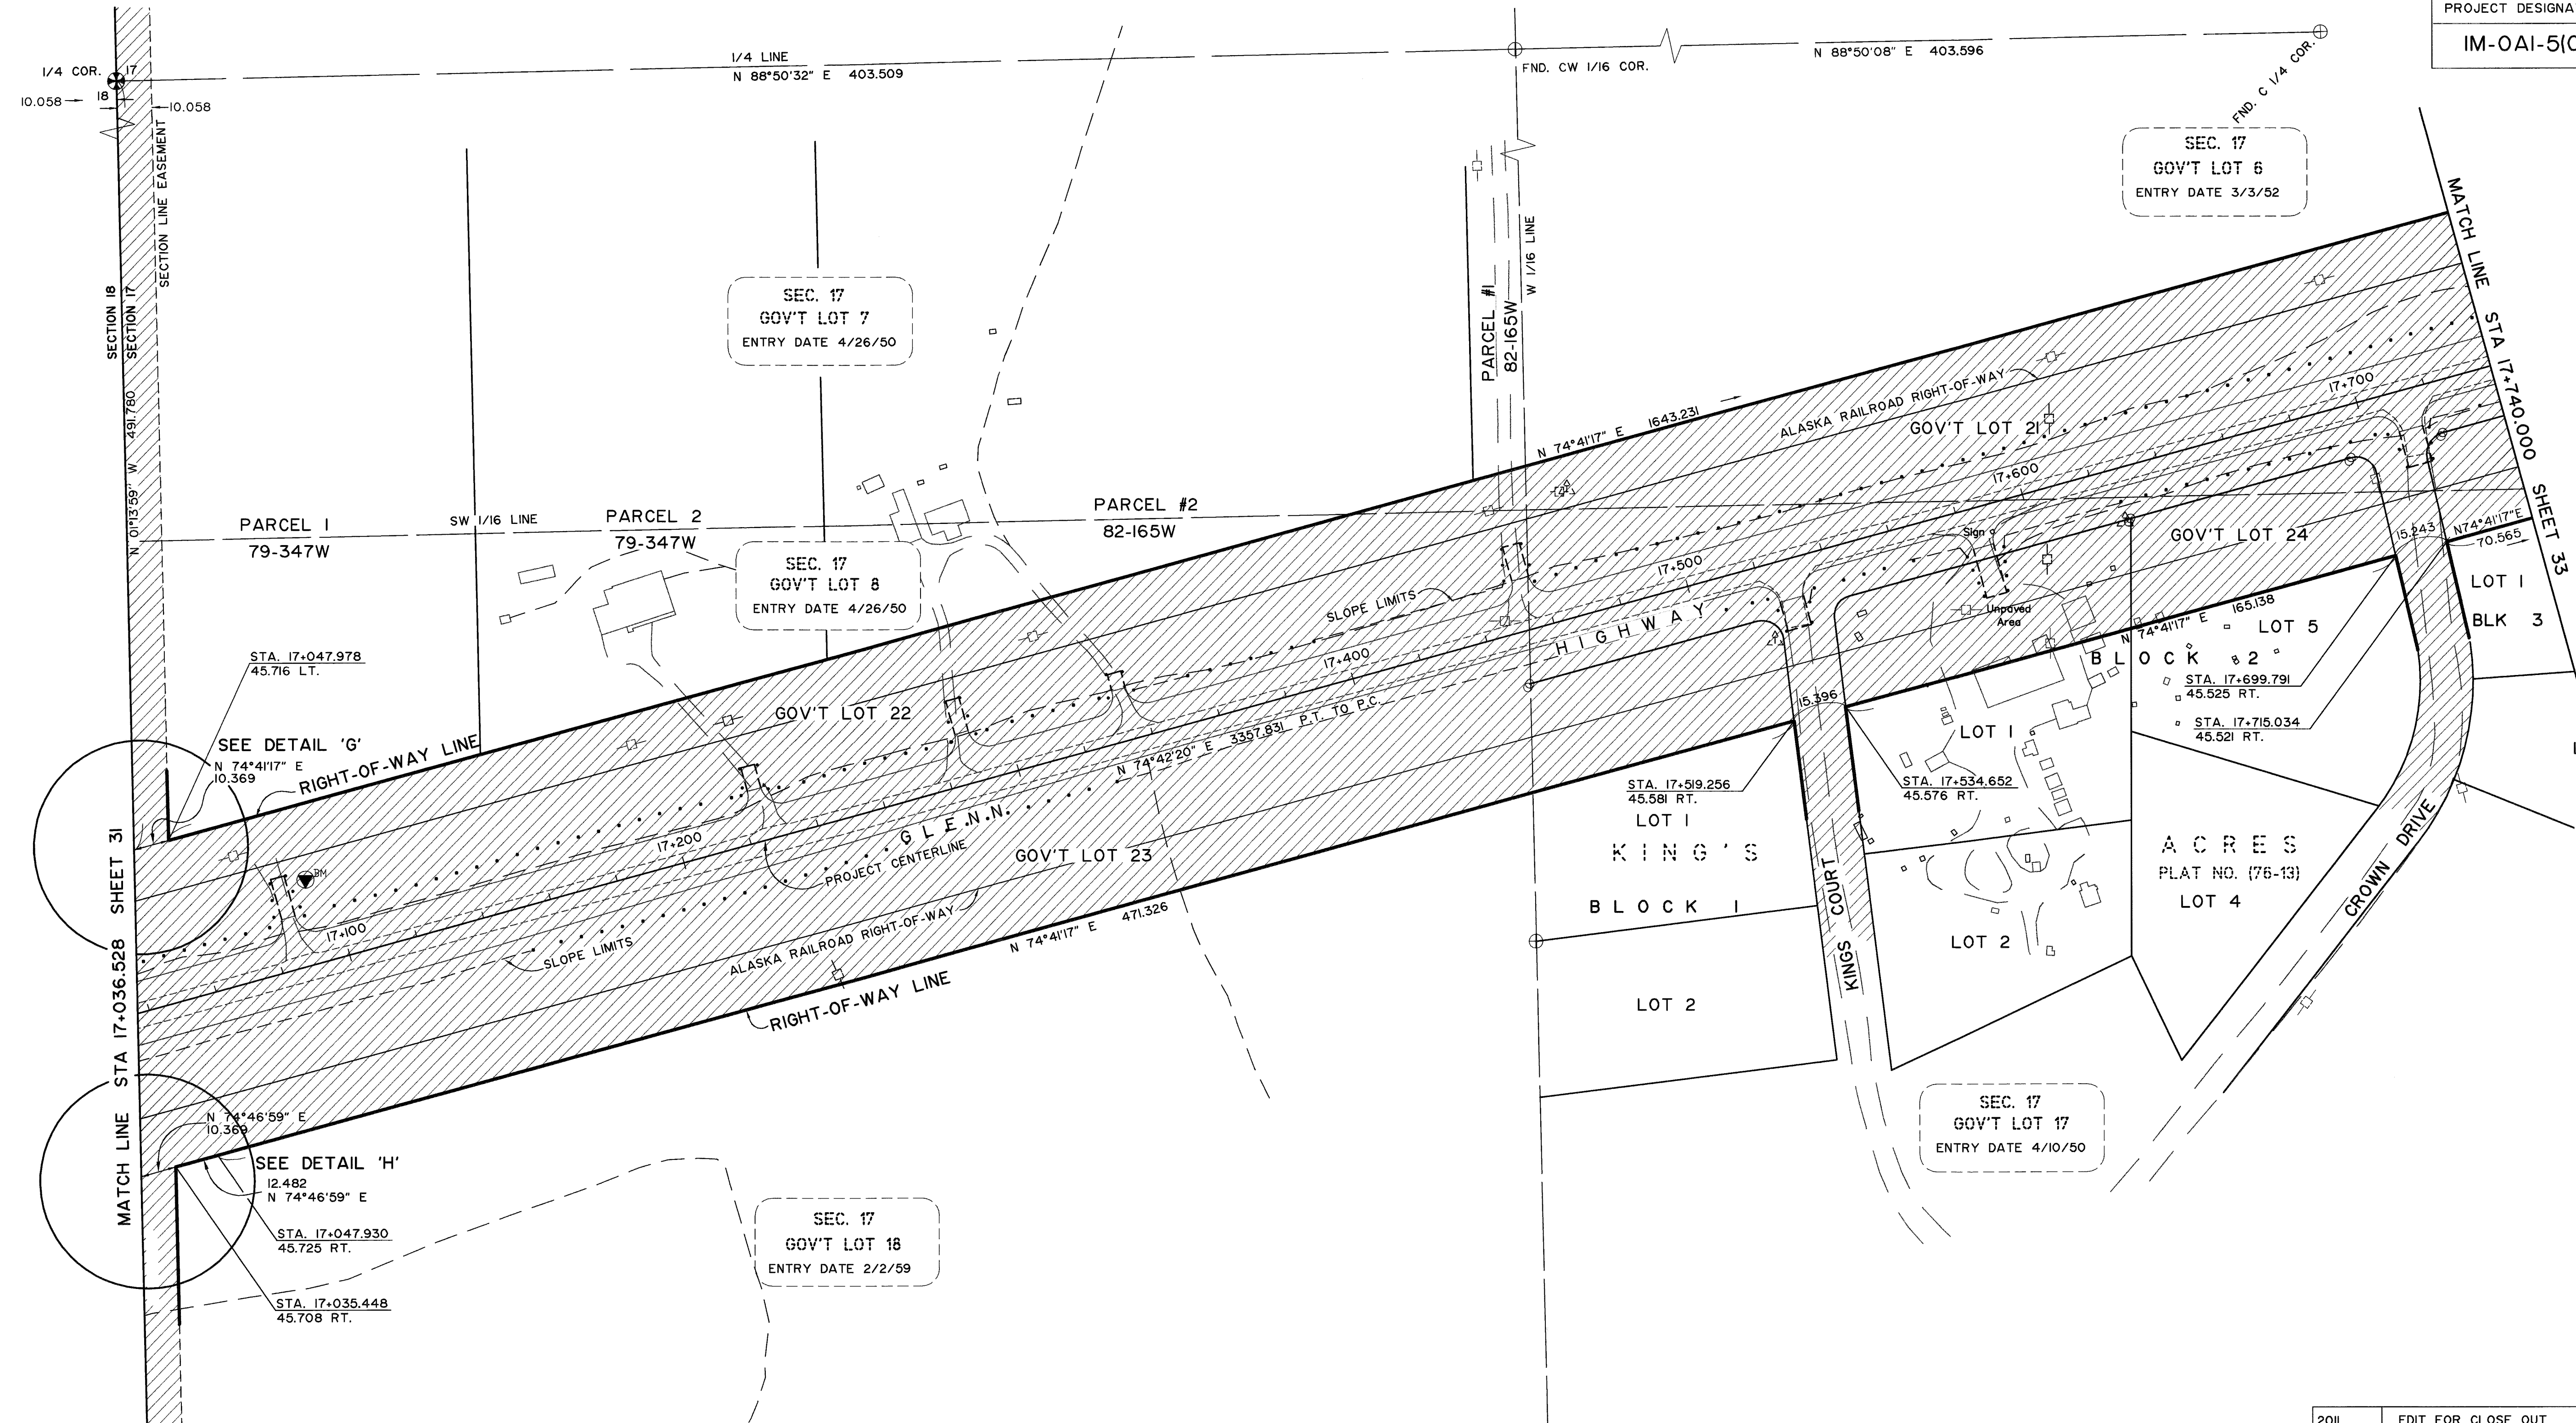 PROJECT DESIGNA
IM-0A1-5(0
1/4 LINE
N 88°50'32" E 403.509
N 88°50'08" E 403.596
1/4 COR.
17
18
10.058
10.058
FND. CW 1/16 COR.
FND. C 1/4 COR.
SECTION LINE EASEMENT
SECTION 18
SECTION 17
N 01°13'59" W 491.780
SEC. 17
GOV'T LOT 6
ENTRY DATE 3/3/52
SEC. 17
GOV'T LOT 7
ENTRY DATE 4/26/50
W 1/16 LINE
PARCEL #1
82-165W
MATCH LINE STA 17+740.000 SHEET 33
N 74°41'17" E 1643.231
ALASKA RAILROAD RIGHT-OF-WAY
GOV'T LOT 21
17+700
17+600
17+500
17+400
17+200
17+100
PARCEL 1
79-347W
SW 1/16 LINE
PARCEL 2
79-347W
PARCEL #2
82-165W
SEC. 17
GOV'T LOT 8
ENTRY DATE 4/26/50
Sign
GOV'T LOT 24
15.243
N74°41'17"E
70.565
LOT 1
BLK 3
SLOPE LIMITS
Unpaved
Area
N 74°41'17" E 165.138
LOT 5
BLOCK 2
HIGHWAY
STA. 17+699.791
45.525 RT.
STA. 17+715.034
45.521 RT.
STA. 17+047.978
45.716 LT.
GOV'T LOT 22
15.396
N 74°42'20" E 3357.831 P.T. TO P.C.
LOT 1
SEE DETAIL 'G'
N 74°41'17" E
10.369
RIGHT-OF-WAY LINE
STA. 17+519.256
45.581 RT.
STA. 17+534.652
45.576 RT.
GLENN
PROJECT CENTERLINE
GOV'T LOT 23
LOT 1
KING'S
ACRES
PLAT NO. (76-13)
LOT 4
BLOCK 1
KINGS COURT
CROWN DRIVE
BM
SLOPE LIMITS
ALASKA RAILROAD RIGHT-OF-WAY
N 74°41'17" E 471.326
RIGHT-OF-WAY LINE
LOT 2
LOT 2
MATCH LINE STA 17+036.528 SHEET 31
N 74°46'59" E
10.369
SEE DETAIL 'H'
12.482
N 74°46'59" E
STA. 17+047.930
45.725 RT.
STA. 17+035.448
45.708 RT.
SEC. 17
GOV'T LOT 17
ENTRY DATE 4/10/50
SEC. 17
GOV'T LOT 18
ENTRY DATE 2/2/59
2011 EDIT FOR CLOSE OUT